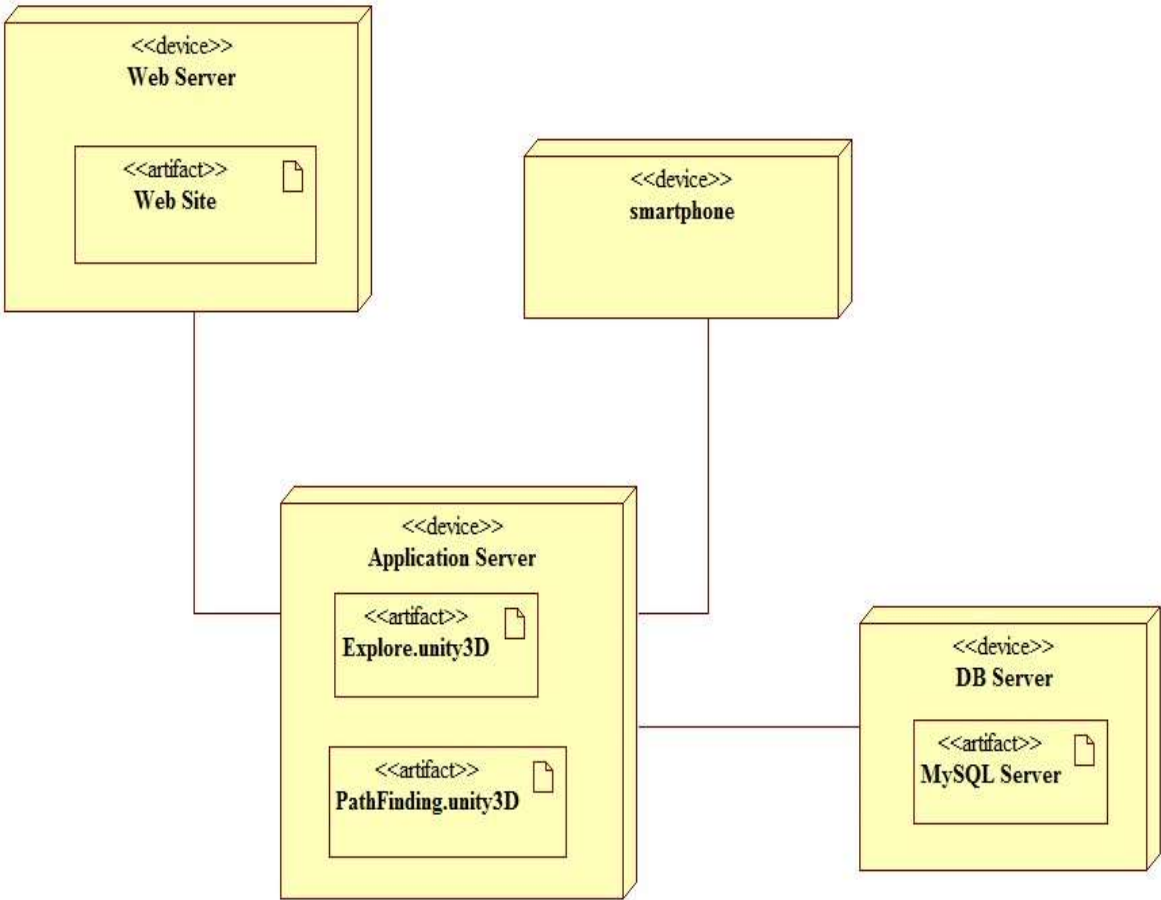 <<device>>
Web Server
<<artifact>>
Web Site
<<device>>
smartphone
<<device>>
Application Server
<<artifact>>
Explore.unity3D
<<artifact>>
PathFinding.unity3D
<<device>>
DB Server
<<artifact>>
MySQL Server